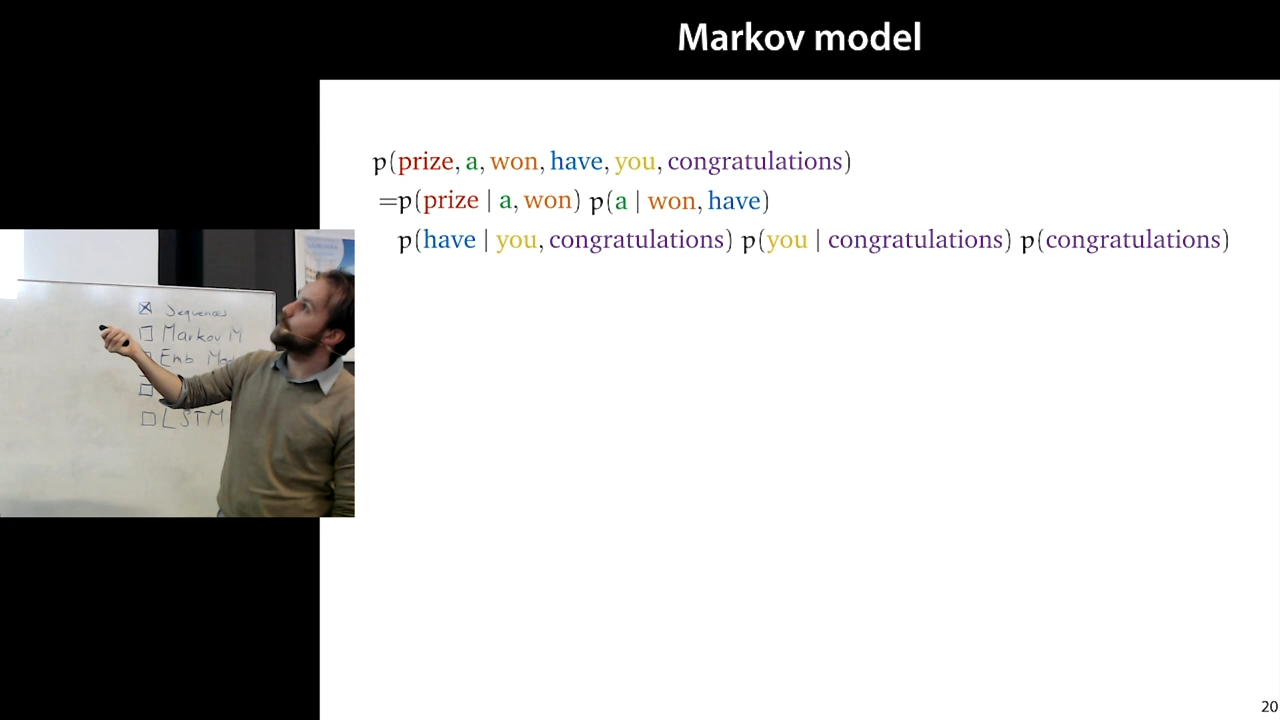 Markov model
p(prize, a, won, have, you, congratulations)
=p(prize | a, won) p(a | won, have)
p(have | you, congratulations) p(you | congratulations) p(congratulations)
Sequences
Markov M
Emb
LSTM
20